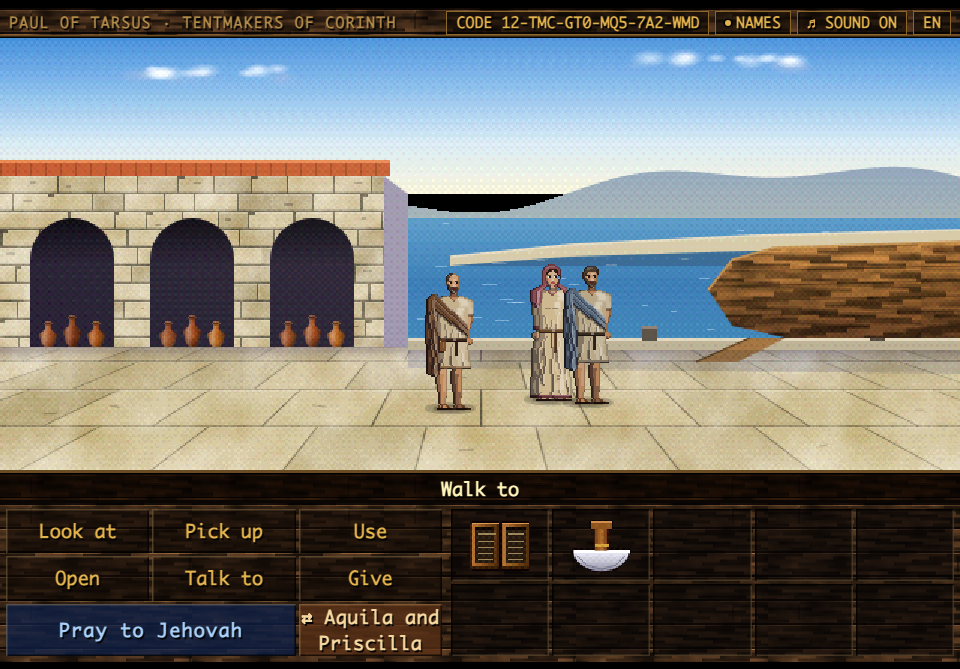 PAUL OF TARSUS · TENTMAKERS OF CORINTH
CODE 12-TMC-GT0-MQ5-7A2-WMD
● NAMES
♬ SOUND ON
EN
Walk to
Look at
Pick up
Use
Open
Talk to
Give
Pray to Jehovah
⇄ Aquila and
Priscilla